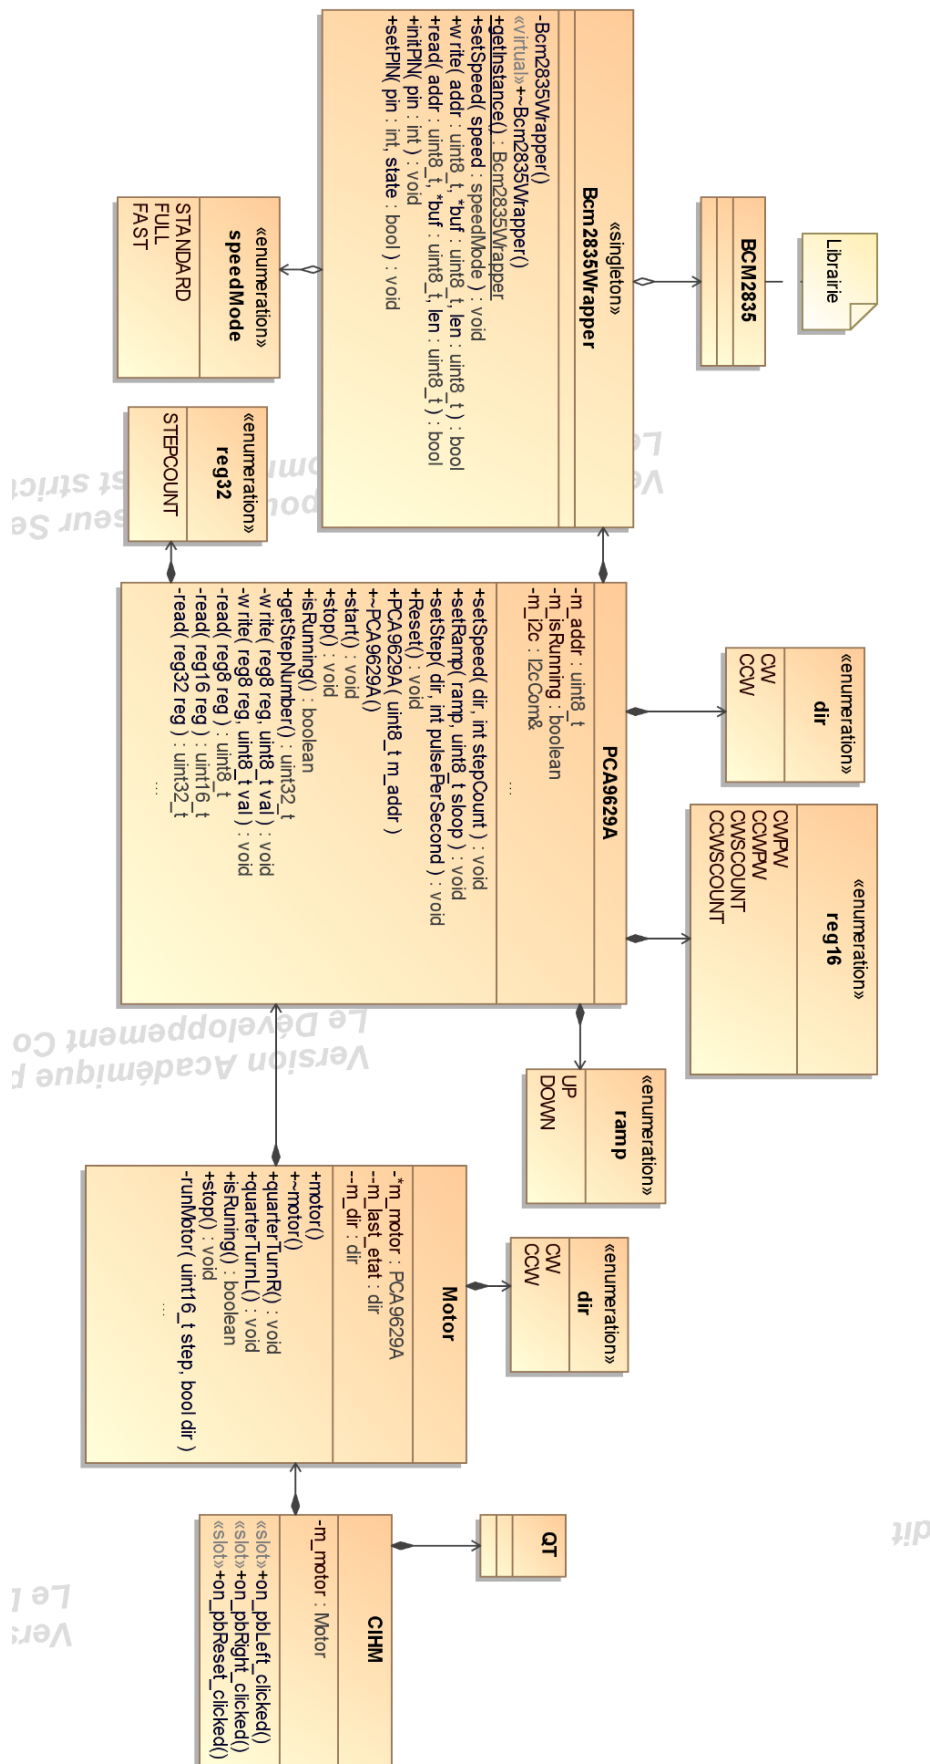 Librairie
BCM2835
«singleton»
Bcm2835Wrapper
-Bcm2835Wrapper()
«virtual»+~Bcm2835Wrapper()
+getInstance() : Bcm2835Wrapper
+setSpeed( speed : speedMode ) : void
+write( addr : uint8_t, *buf : uint8_t, len : uint8_t ) : bool
+read( addr : uint8_t, *buf : uint8_t, len : uint8_t ) : bool
+initPIN( pin : int ) : void
+setPIN( pin : int, state : bool ) : void
«enumeration»
speedMode
STANDARD
FULL
FAST
«enumeration»
reg32
STEPCOUNT
«enumeration»
dir
CW
CCW
«enumeration»
reg16
CWPW
CCWPW
CWSCOUNT
CCWSCOUNT
PCA9629A
-m_addr : uint8_t
-m_isRunning : boolean
-m_i2c : I2cCom&
...
+setSpeed( dir, int stepCount ) : void
+setRamp( ramp, uint8_t sloop ) : void
+setStep( dir, int pulsePerSecond ) : void
+Reset() : void
+PCA9629A( uint8_t m_addr )
+~PCA9629A()
+start() : void
+stop() : void
+isRunning() : boolean
+getStepNumber() : uint32_t
-write( reg8 reg, uint8_t val ) : void
-write( reg8 reg, uint8_t val ) : void
-read( reg8 reg ) : uint8_t
-read( reg16 reg ) : uint16_t
-read( reg32 reg ) : uint32_t
...
«enumeration»
ramp
UP
DOWN
«enumeration»
dir
CW
CCW
Motor
-*m_motor : PCA9629A
--m_last_etat : dir
--m_dir : dir
+motor()
+~motor()
+quarterTurnR() : void
+quarterTurnL() : void
+isRuning() : boolean
+stop() : void
-runMotor( uint16_t step, bool dir )
...
QT
CIHM
-m_motor : Motor
«slot»+on_pbLeft_clicked()
«slot»+on_pbRight_clicked()
«slot»+on_pbReset_clicked()
Version Académique p
Le Développement Co